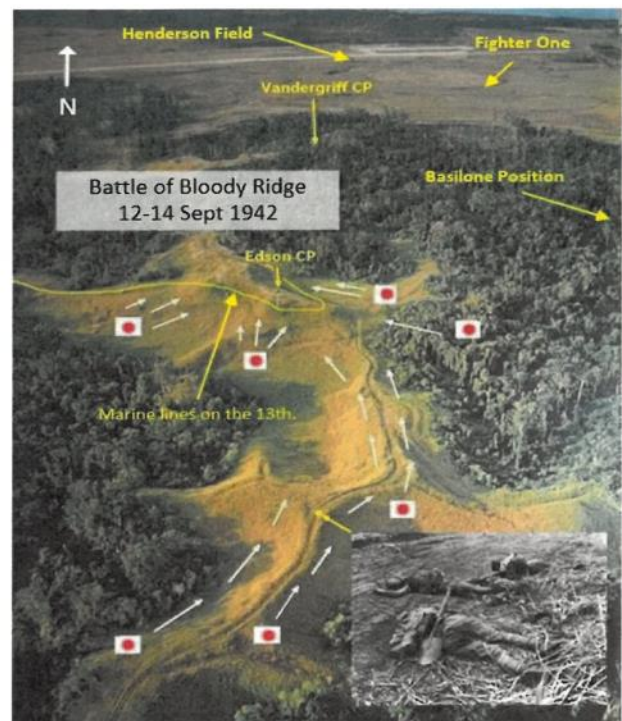 Henderson Field
Fighter One
N
Vandergriff CP
Basilone Position
Battle of Bloody Ridge
12-14 Sept 1942
Edson CP
Marine lines on the 13th.